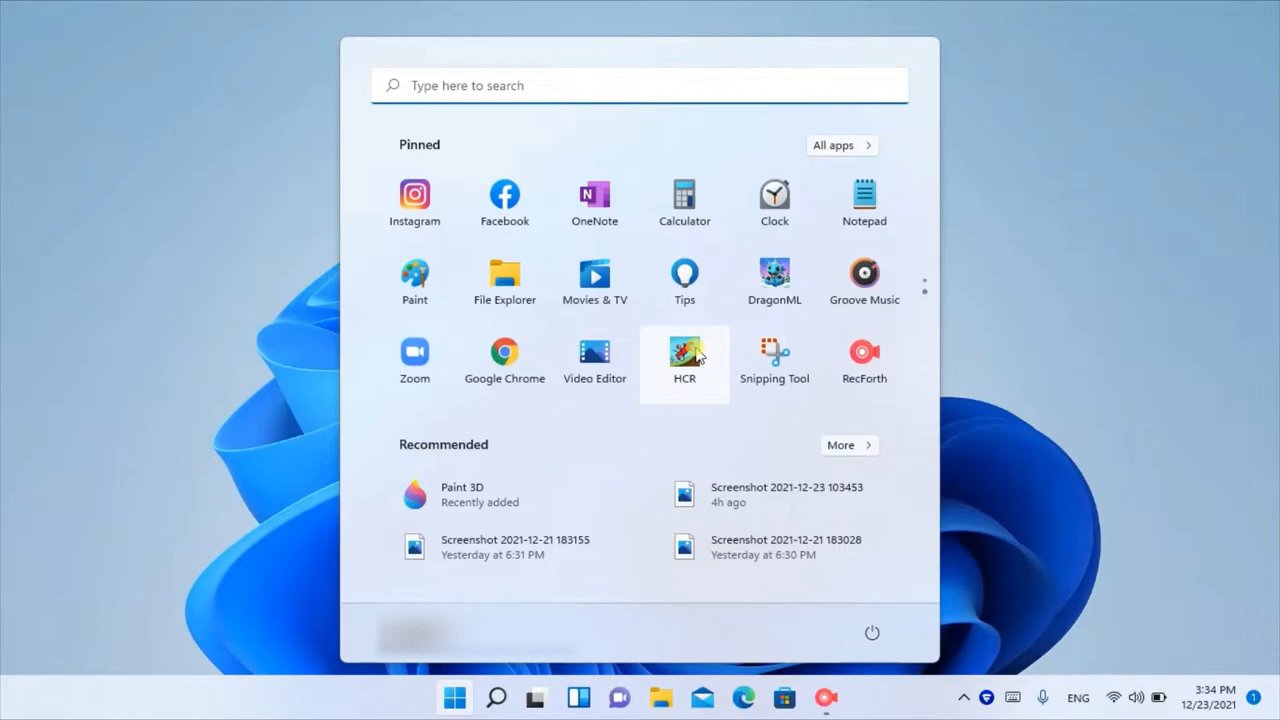 Type here to search
Pinned
All apps
Instagram
Facebook
OneNote
Calculator
Clock
Notepad
Paint
File Explorer
Movies & TV
Tips
DragonML
Groove Music
Zoom
Google Chrome
Video Editor
HCR
Snipping Tool
RecForth
Recommended
More
Paint 3D
Recently added
Screenshot 2021-12-23 103453
4h ago
Screenshot 2021-12-21 183155
Yesterday at 6:31 PM
Screenshot 2021-12-21 183028
Yesterday at 6:30 PM
ENG
3:34 PM
12/23/2021
1